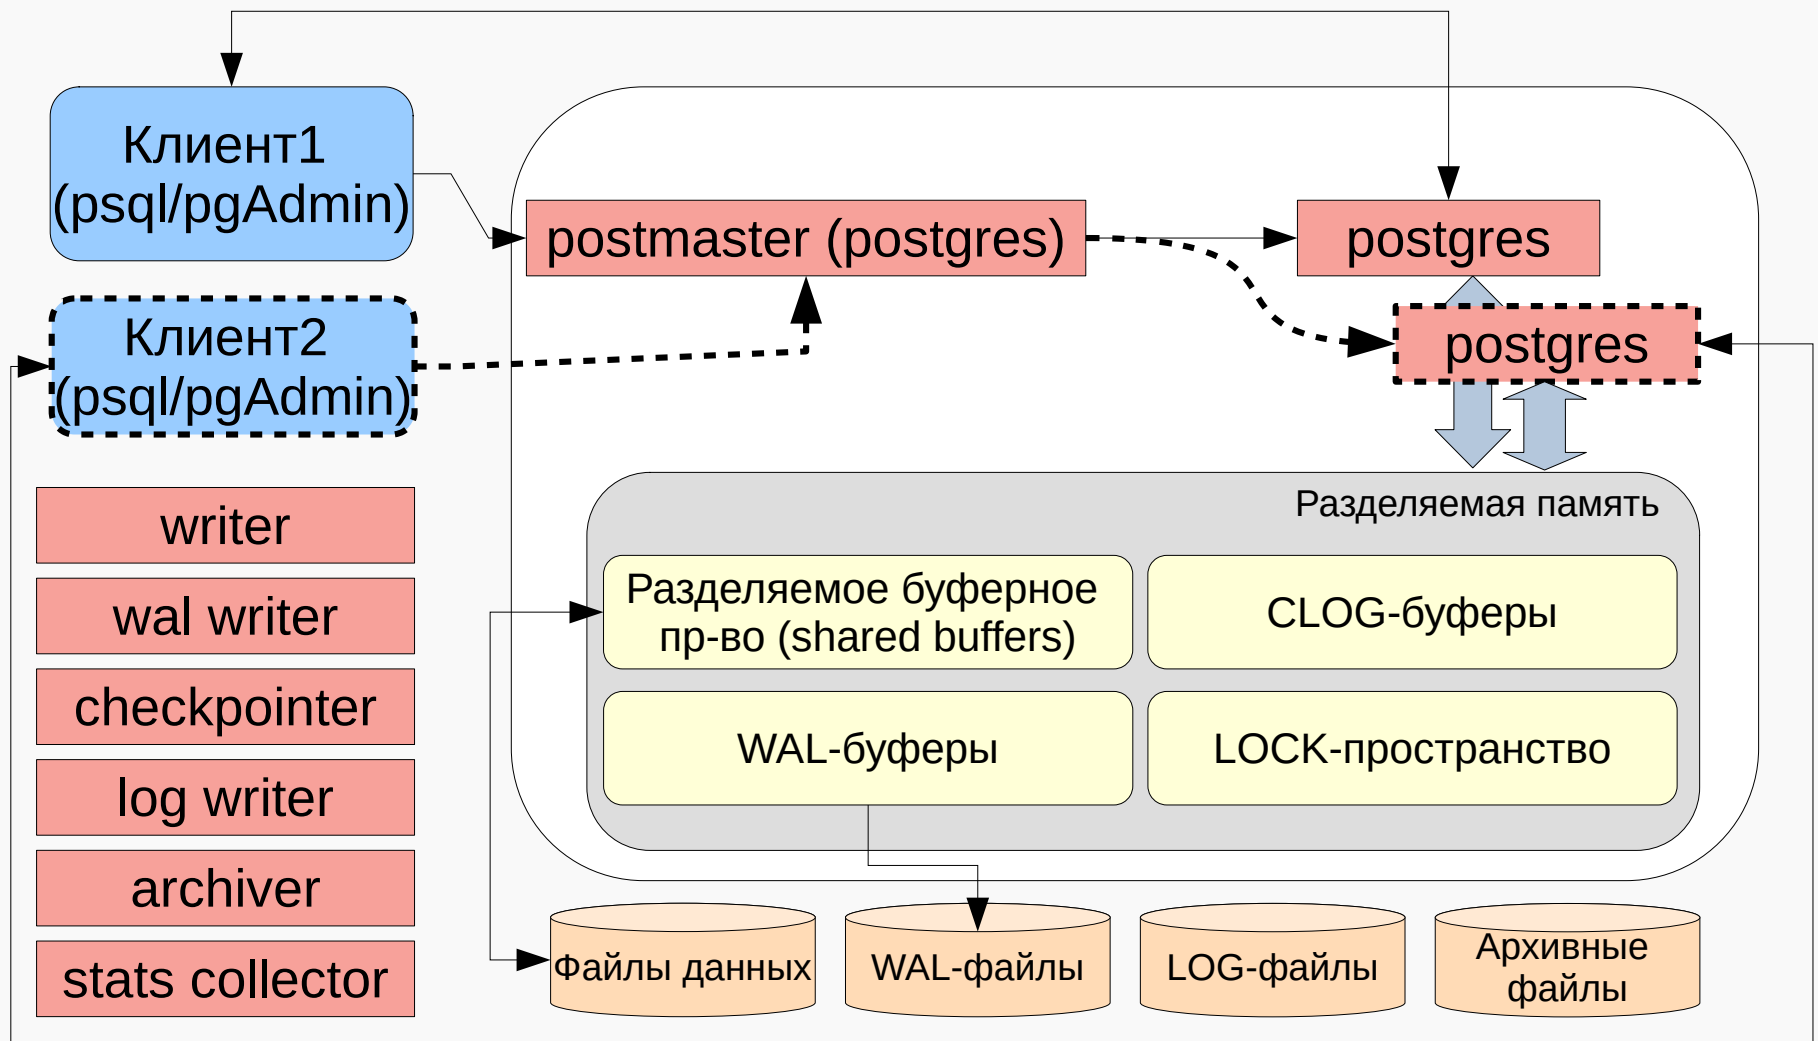 Клиент1
(psql/pgAdmin)
postmaster (postgres)
postgres
Клиент2
(psql/pgAdmin)
postgres
writer
wal writer
checkpointer
log writer
archiver
stats collector
Разделяемая память
Разделяемое буферное
пр-во (shared buffers)
CLOG-буферы
WAL-буферы
LOCK-пространство
Файлы данных
WAL-файлы
LOG-файлы
Архивные
файлы